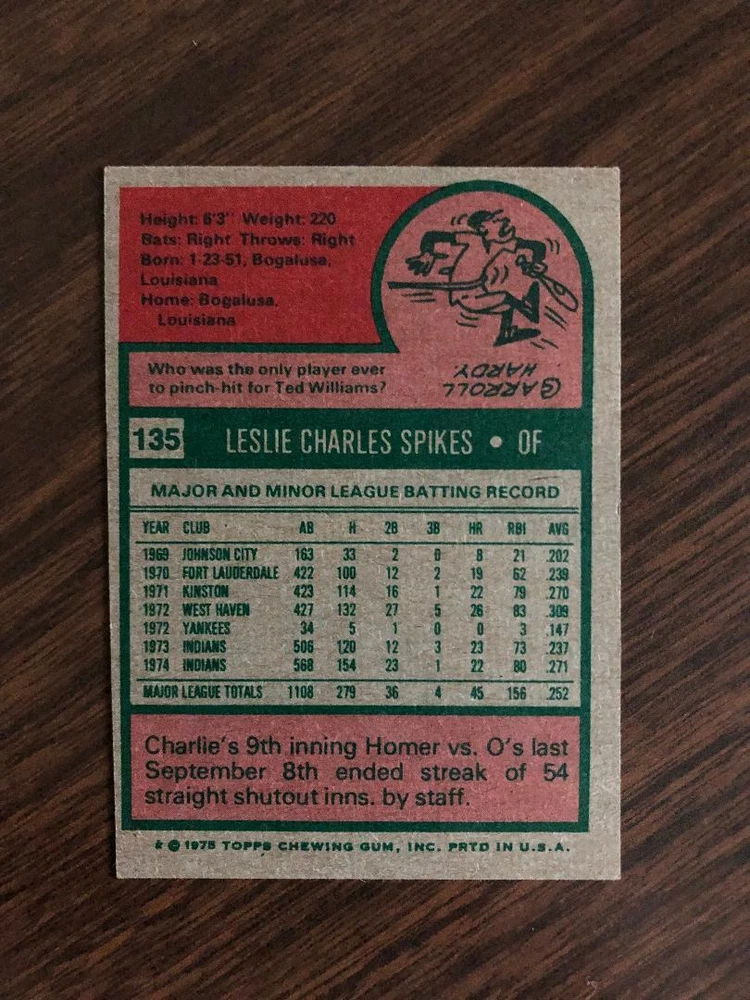 Height: 6'3" Weight: 220
Bats: Right Throws: Right
Born: 1-23-51, Bogalusa,
Louisiana
Home: Bogalusa,
Louisiana
CARROLL
HARDY
Who was the only player ever
to pinch-hit for Ted Williams?
135 LESLIE CHARLES SPIKES • OF
MAJOR AND MINOR LEAGUE BATTING RECORD
YEAR CLUB AB H 2B 3B HR RBI AVG
1969 JOHNSON CITY 163 33 2 0 8 21 .202
1970 FORT LAUDERDALE 422 100 12 2 19 62 .239
1971 KINSTON 423 114 16 1 22 79 .270
1972 WEST HAVEN 427 132 27 5 26 83 .309
1972 YANKEES 34 5 1 0 0 3 .147
1973 INDIANS 506 120 12 3 23 73 .237
1974 INDIANS 568 154 23 1 22 80 .271
MAJOR LEAGUE TOTALS 1108 279 36 4 45 156 .252
Charlie's 9th inning Homer vs. O's last
September 8th ended streak of 54
straight shutout inns. by staff.
© 1975 TOPPS CHEWING GUM, INC. PRTD IN U.S.A.